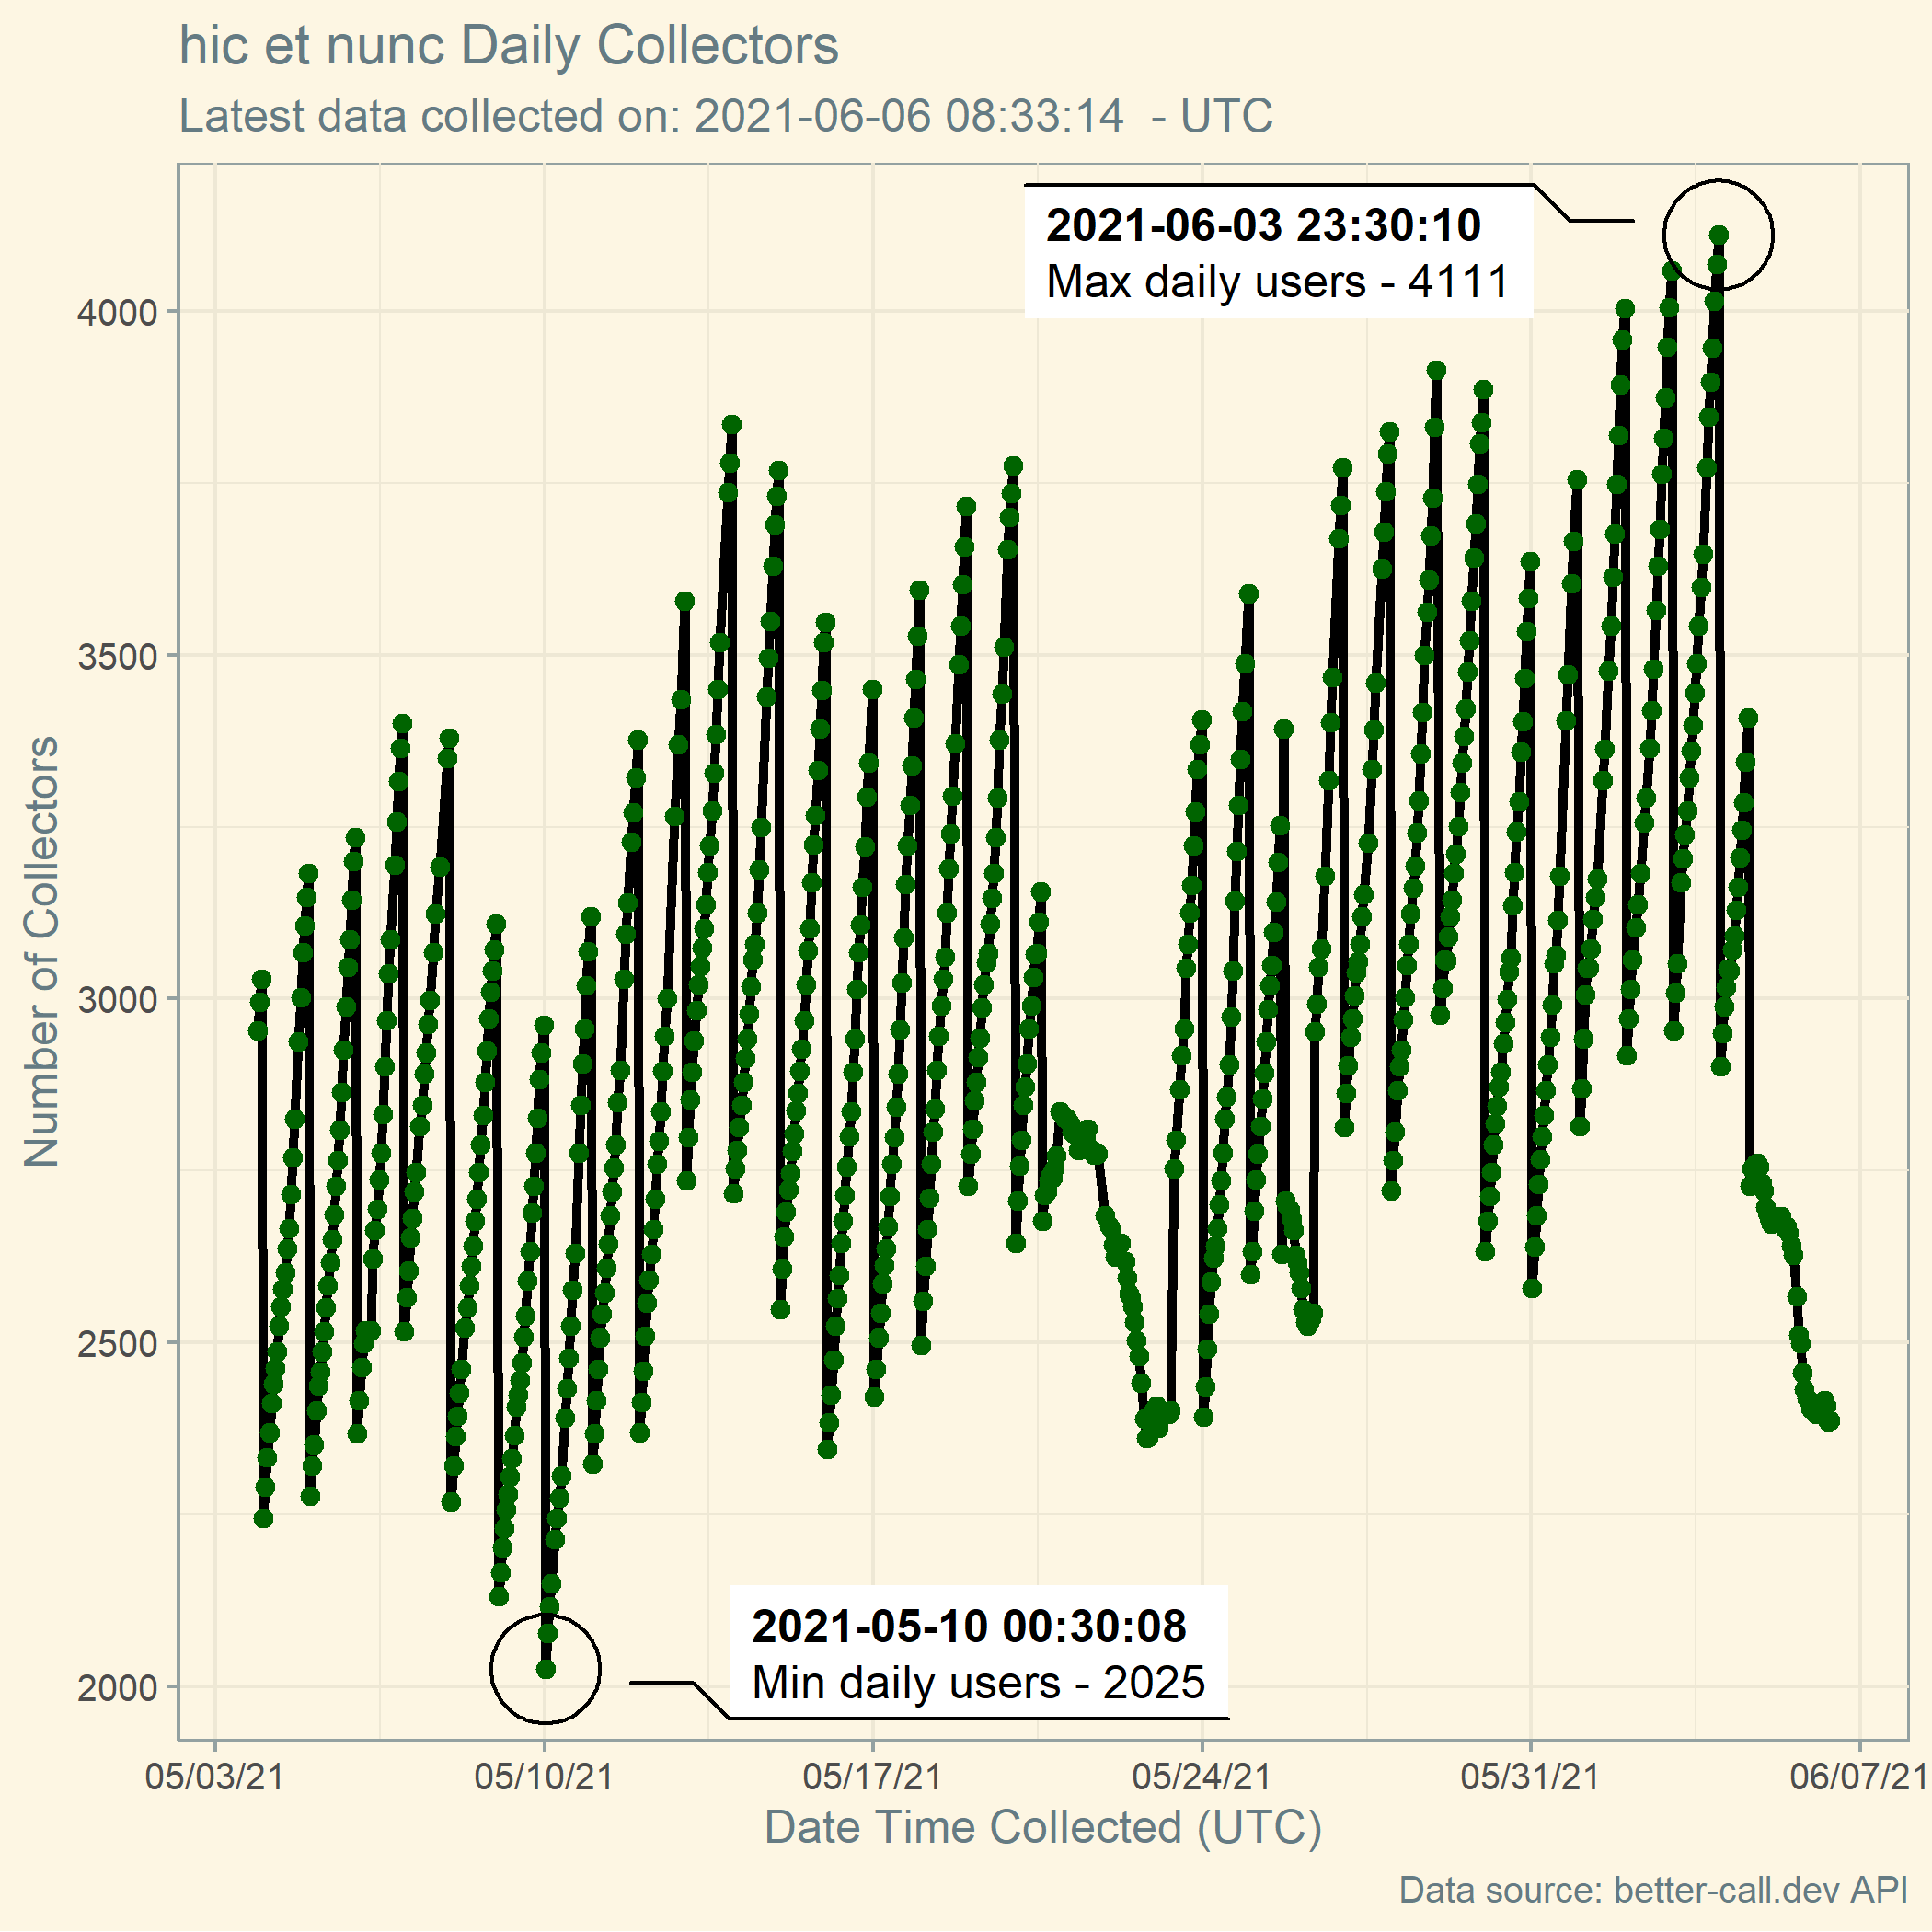 hic et nunc Daily Collectors
Latest data collected on: 2021-06-06 08:33:14  - UTC
2021-06-03 23:30:10
Max daily users - 4111
4000
3500
3000
2500
2000
Number of Collectors
2021-05-10 00:30:08
Min daily users - 2025
05/03/21 05/10/21 05/17/21 05/24/21 05/31/21 06/07/21
Date Time Collected (UTC)
Data source: better-call.dev API